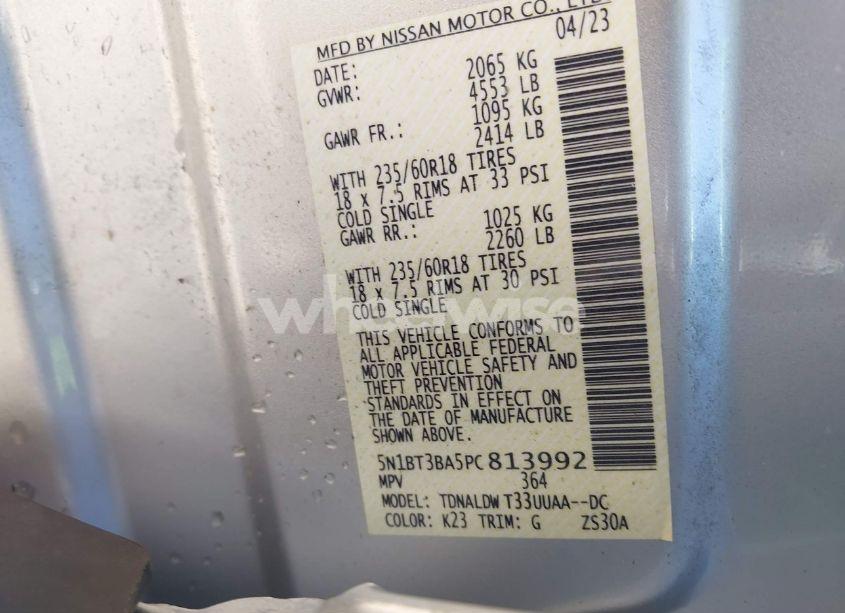 MFD BY NISSAN MOTOR CO., LTD
DATE: 04/23
GVWR: 2065 KG
4553 LB
GAWR FR.: 1095 KG
2414 LB
WITH 235/60R18 TIRES
18 x 7.5 RIMS AT 33 PSI
COLD SINGLE
GAWR RR.: 1025 KG
2260 LB
WITH 235/60R18 TIRES
18 x 7.5 RIMS AT 30 PSI
COLD SINGLE
wheelwise
THIS VEHICLE CONFORMS TO
ALL APPLICABLE FEDERAL
MOTOR VEHICLE SAFETY AND
THEFT PREVENTION
STANDARDS IN EFFECT ON
THE DATE OF MANUFACTURE
SHOWN ABOVE.
5N1BT3BA5PC813992
MPV 364
MODEL: TDNALDW T33UUAA--DC
COLOR: K23 TRIM: G ZS30A